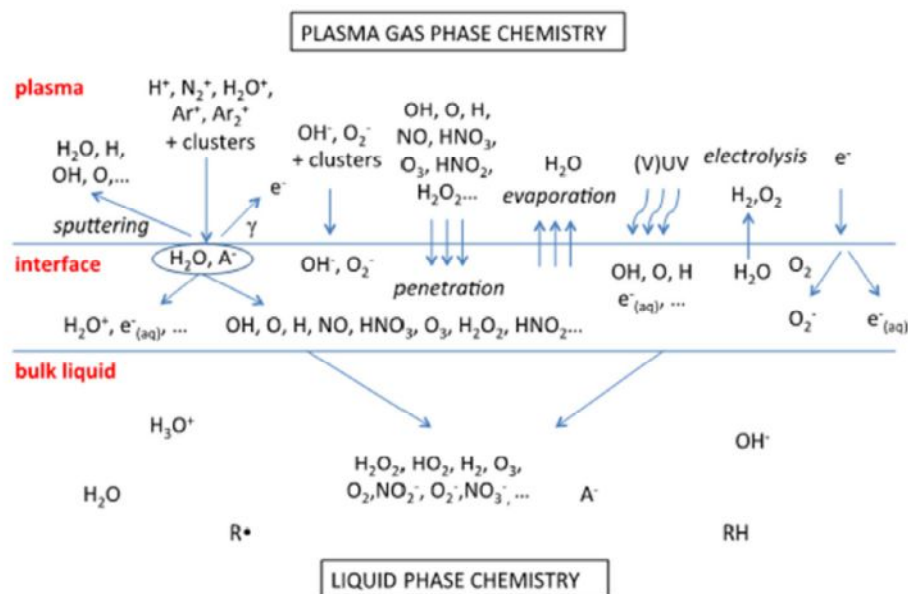 PLASMA GAS PHASE CHEMISTRY
plasma
H⁺, N₂⁺, H₂O⁺,
Ar⁺, Ar₂⁺
+ clusters
H₂O, H,
OH, O,...
sputtering
e⁻
γ
OH⁻, O₂⁻
+ clusters
OH, O, H,
NO, HNO₃,
O₃, HNO₂,
H₂O₂...
H₂O
evaporation
(V)UV
electrolysis
H₂,O₂
e⁻
interface
H₂O, A⁻
OH⁻, O₂⁻
penetration
OH, O, H
e⁻(aq), ...
H₂O
O₂
O₂⁻
e⁻(aq)
H₂O⁺, e⁻(aq), ...
OH, O, H, NO, HNO₃, O₃, H₂O₂, HNO₂...
bulk liquid
H₃O⁺
OH⁻
H₂O₂, HO₂, H₂, O₃,
O₂,NO₂⁻, O₂⁻,NO₃⁻, ...
H₂O
A⁻
R•
RH
LIQUID PHASE CHEMISTRY